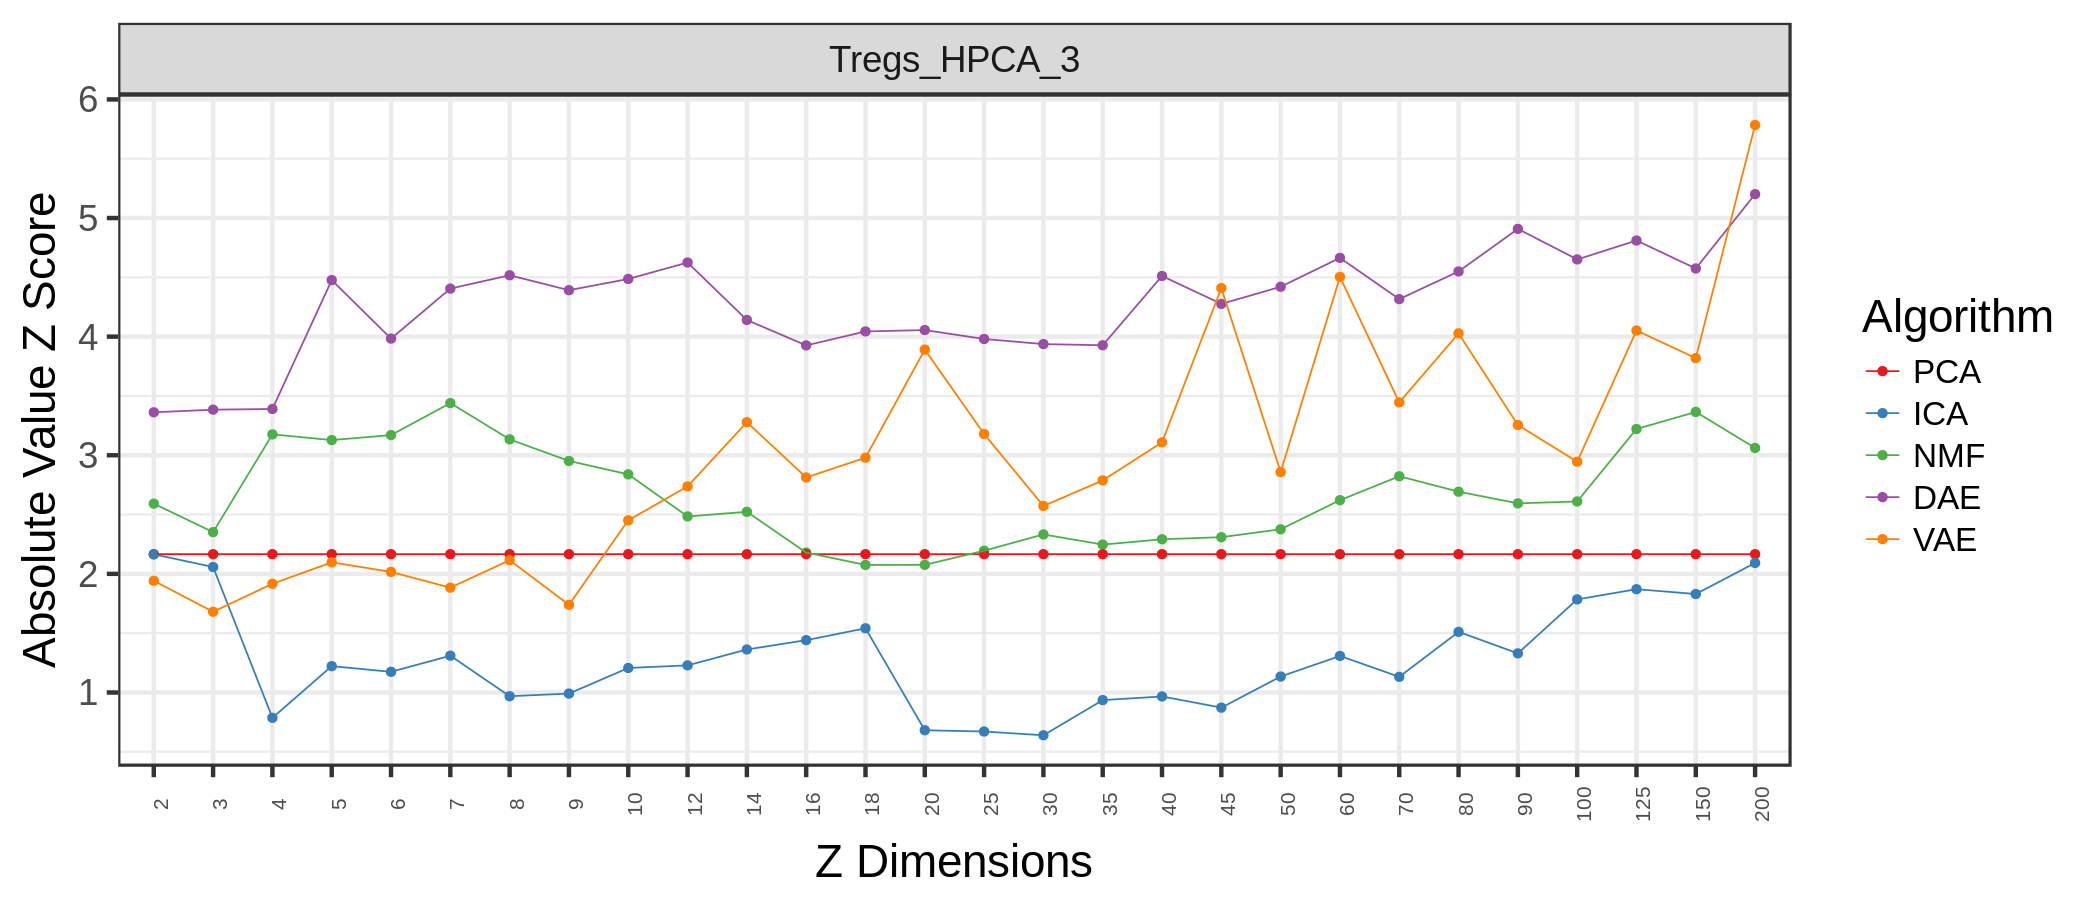 Tregs_HPCA_3
Absolute Value Z Score
6
5
4
3
2
1
2 3 4 5 6 7 8 9 10 12 14 16 18 20 25 30 35 40 45 50 60 70 80 90 100 125 150 200
Z Dimensions
Algorithm
PCA
ICA
NMF
DAE
VAE